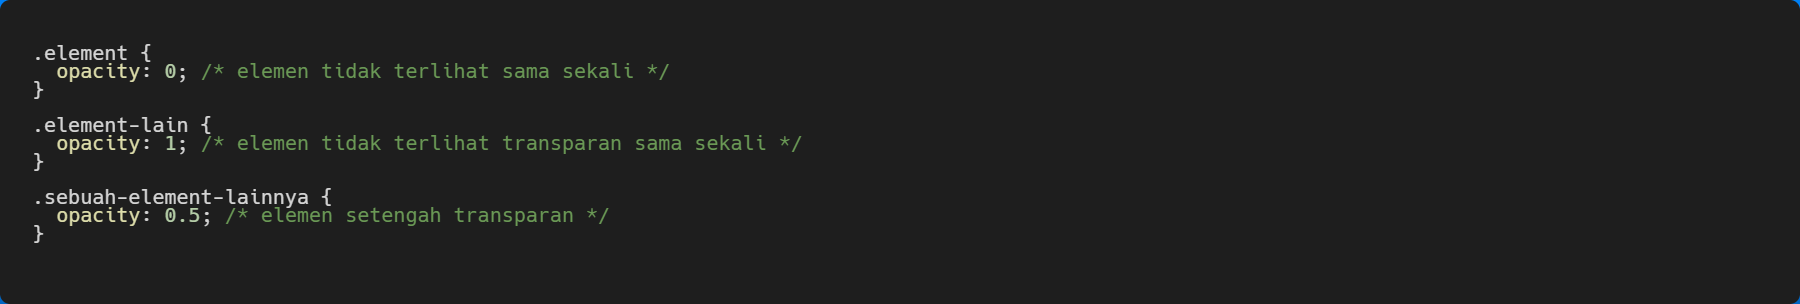 .element {
  opacity: 0; /* elemen tidak terlihat sama sekali */
}
.element-lain {
  opacity: 1; /* elemen tidak terlihat transparan sama sekali */
}
.sebuah-element-lainnya {
  opacity: 0.5; /* elemen setengah transparan */
}